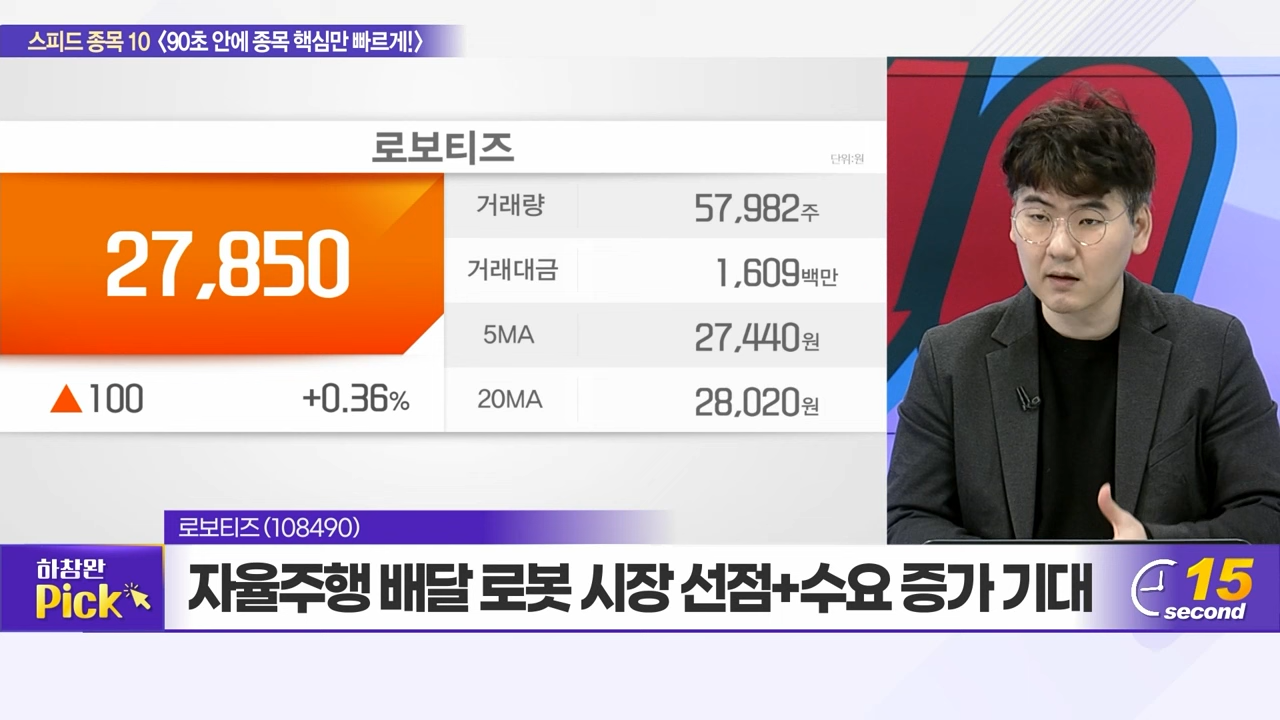 스피드 종목 10 〈90초 안에 종목 핵심만 빠르게!〉
로보티즈
단위:원
27,850
▲100 +0.36%
거래량 57,982주
거래대금 1,609백만
5MA 27,440원
20MA 28,020원
로보티즈(108490)
하창완
Pick
자율주행 배달 로봇 시장 선점+수요 증가 기대
15
second